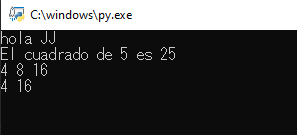 C:\windows\py.exe
hola JJ
El cuadrado de 5 es 25
4 8 16
4 16